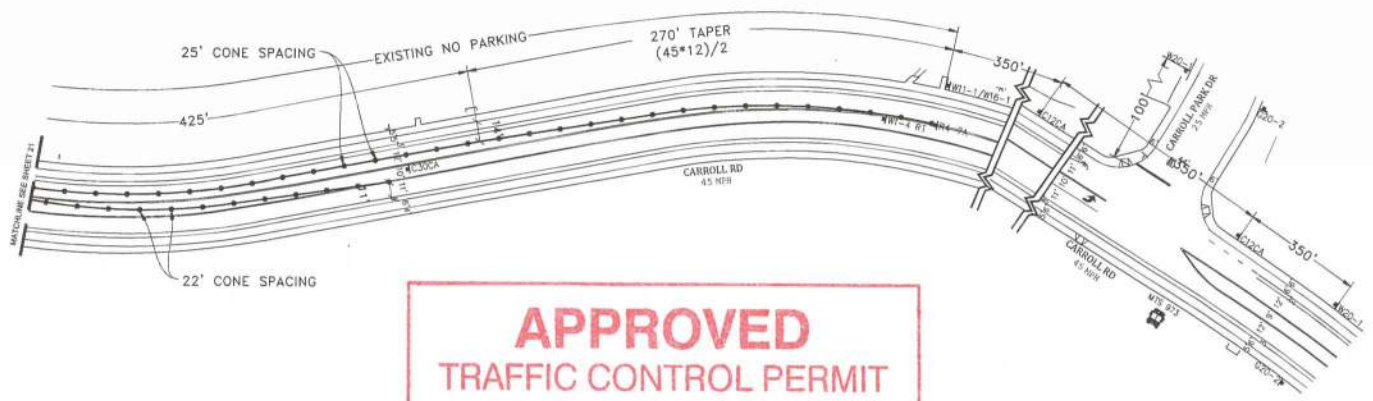 25' CONE SPACING
EXISTING NO PARKING
270' TAPER
(45*12)/2
350'
W20-1
425'
W11-1/W16-1
C12CA
100'
CARROLL PARK DR
25 MPH
G20-2
W1-4 RT
R4-7A
C30CA
CARROLL RD
45 MPH
MATCHLINE SEE SHEET 21
11'
350'
C12CA
350'
22' CONE SPACING
CARROLL RD
45 MPH
MTS 973
W20-1
G20-2
APPROVED
TRAFFIC CONTROL PERMIT